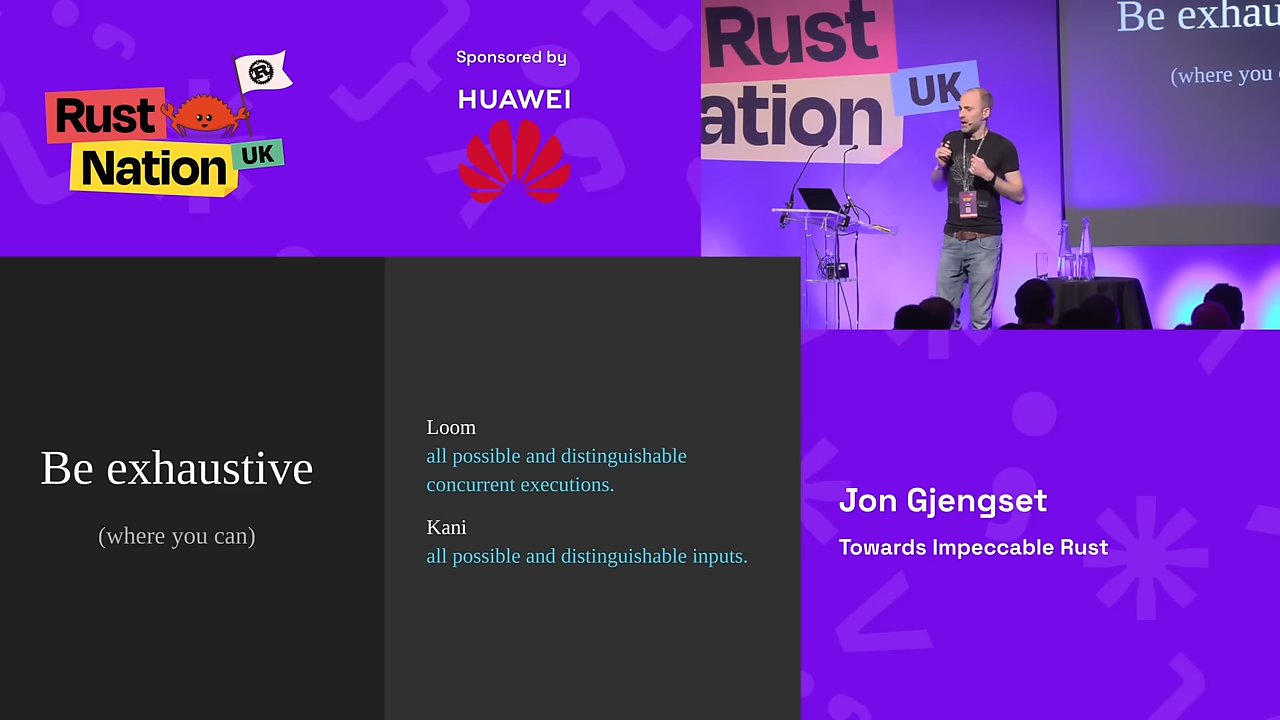 Rust
Nation
UK
Sponsored by
HUAWEI
Rust
ation
UK
Be exhau
(where you
Be exhaustive
(where you can)
Loom
all possible and distinguishable
concurrent executions.
Kani
all possible and distinguishable inputs.
Jon Gjengset
Towards Impeccable Rust